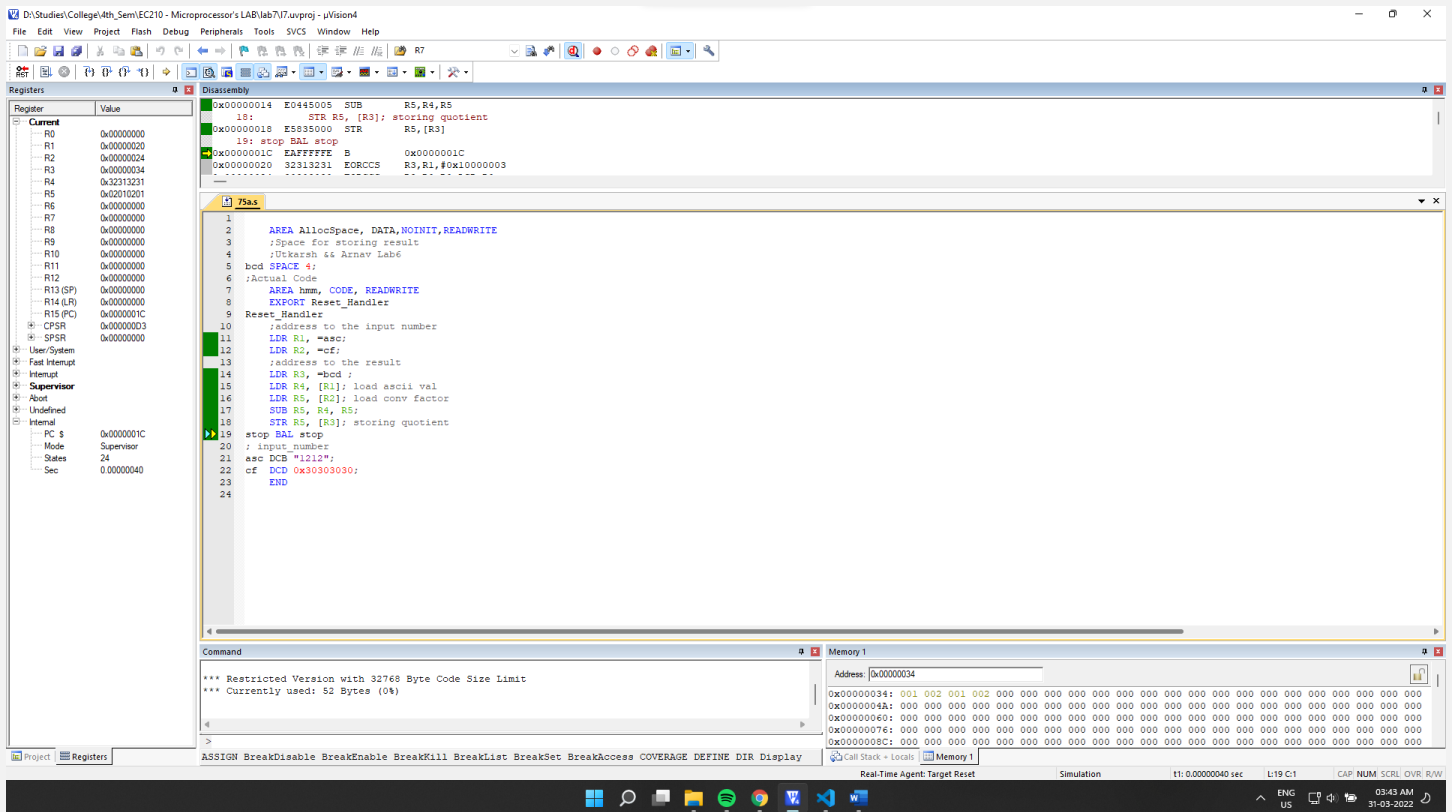 D:\Studies\College\4th_Sem\EC210 - Microprocessor's LAB\lab7\l7.uvproj - µVision4
File Edit View Project Flash Debug Peripherals Tools SVCS Window Help
R7
Registers
Register Value
Current
R0 0x00000000
R1 0x00000020
R2 0x00000024
R3 0x00000034
R4 0x32313231
R5 0x02010201
R6 0x00000000
R7 0x00000000
R8 0x00000000
R9 0x00000000
R10 0x00000000
R11 0x00000000
R12 0x00000000
R13 (SP) 0x00000000
R14 (LR) 0x00000000
R15 (PC) 0x0000001C
CPSR 0x000000D3
SPSR 0x00000000
User/System
Fast Interrupt
Interrupt
Supervisor
Abort
Undefined
Internal
PC $ 0x0000001C
Mode Supervisor
States 24
Sec 0.00000040
Project Registers
Disassembly
0x00000014 E0445005 SUB R5,R4,R5
18: STR R5, [R3]; storing quotient
0x00000018 E5835000 STR R5,[R3]
19: stop BAL stop
0x0000001C EAFFFFFE B 0x0000001C
0x00000020 32313231 EORCCS R3,R1,#0x10000003
75a.s
1
2 AREA AllocSpace, DATA,NOINIT,READWRITE
3 ;Space for storing result
4 ;Utkarsh && Arnav Lab6
5 bcd SPACE 4;
6 ;Actual Code
7 AREA hmm, CODE, READWRITE
8 EXPORT Reset_Handler
9 Reset_Handler
10 ;address to the input number
11 LDR R1, =asc;
12 LDR R2, =cf;
13 ;address to the result
14 LDR R3, =bcd ;
15 LDR R4, [R1]; load ascii val
16 LDR R5, [R2]; load conv factor
17 SUB R5, R4, R5;
18 STR R5, [R3]; storing quotient
19 stop BAL stop
20 ; input_number
21 asc DCB "1212";
22 cf DCD 0x30303030;
23 END
24
Command
*** Restricted Version with 32768 Byte Code Size Limit
*** Currently used: 52 Bytes (0%)
>
ASSIGN BreakDisable BreakEnable BreakKill BreakList BreakSet BreakAccess COVERAGE DEFINE DIR Display
Memory 1
Address: 0x00000034
0x00000034: 001 002 001 002 000 000 000 000 000 000 000 000 000 000 000 000 000 000 000 000 000 000
0x0000004A: 000 000 000 000 000 000 000 000 000 000 000 000 000 000 000 000 000 000 000 000 000 000
0x00000060: 000 000 000 000 000 000 000 000 000 000 000 000 000 000 000 000 000 000 000 000 000 000
0x00000076: 000 000 000 000 000 000 000 000 000 000 000 000 000 000 000 000 000 000 000 000 000 000
0x0000008C: 000 000 000 000 000 000 000 000 000 000 000 000 000 000 000 000 000 000 000 000 000 000
Call Stack + Locals Memory 1
Real-Time Agent: Target Reset Simulation t1: 0.00000040 sec L:19 C:1 CAP NUM SCRL OVR R/W
ENG US 03:43 AM
31-03-2022